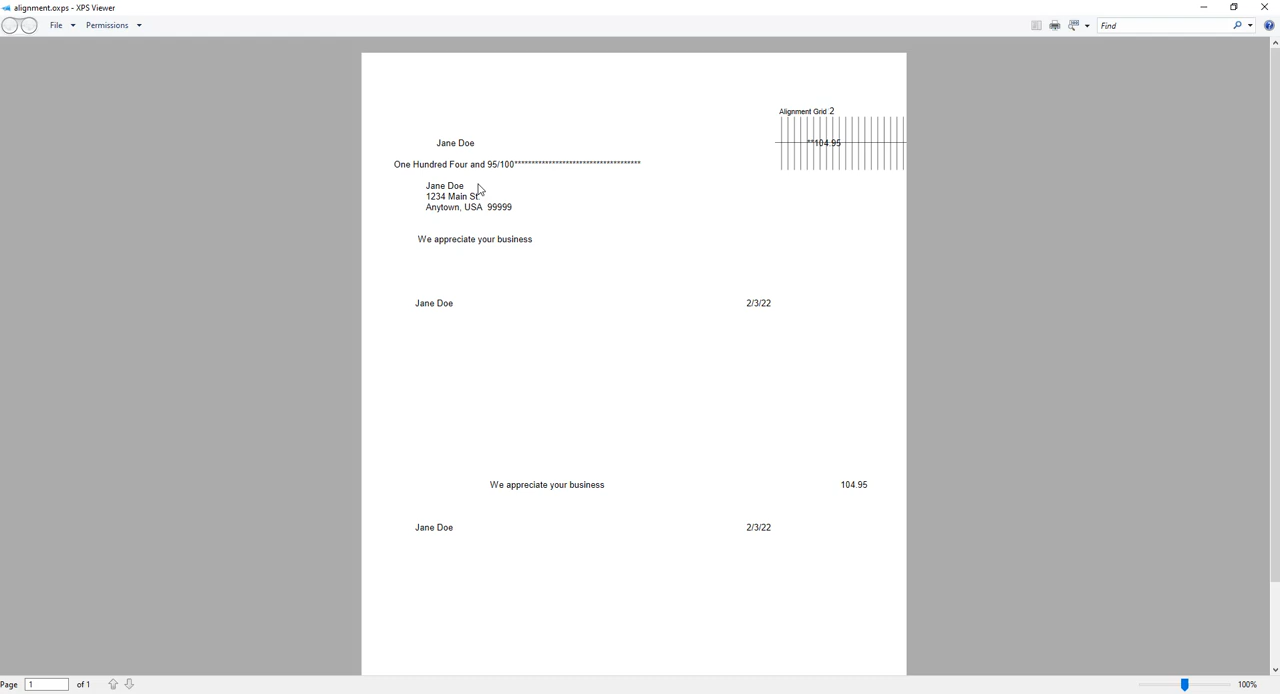 alignment.oxps - XPS Viewer
File Permissions Find
Alignment Grid 2
Jane Doe **104.95
One Hundred Four and 95/100*************************************
Jane Doe
1234 Main St.
Anytown, USA 99999
We appreciate your business
Jane Doe 2/3/22
We appreciate your business 104.95
Jane Doe 2/3/22
Page 1 of 1 100%